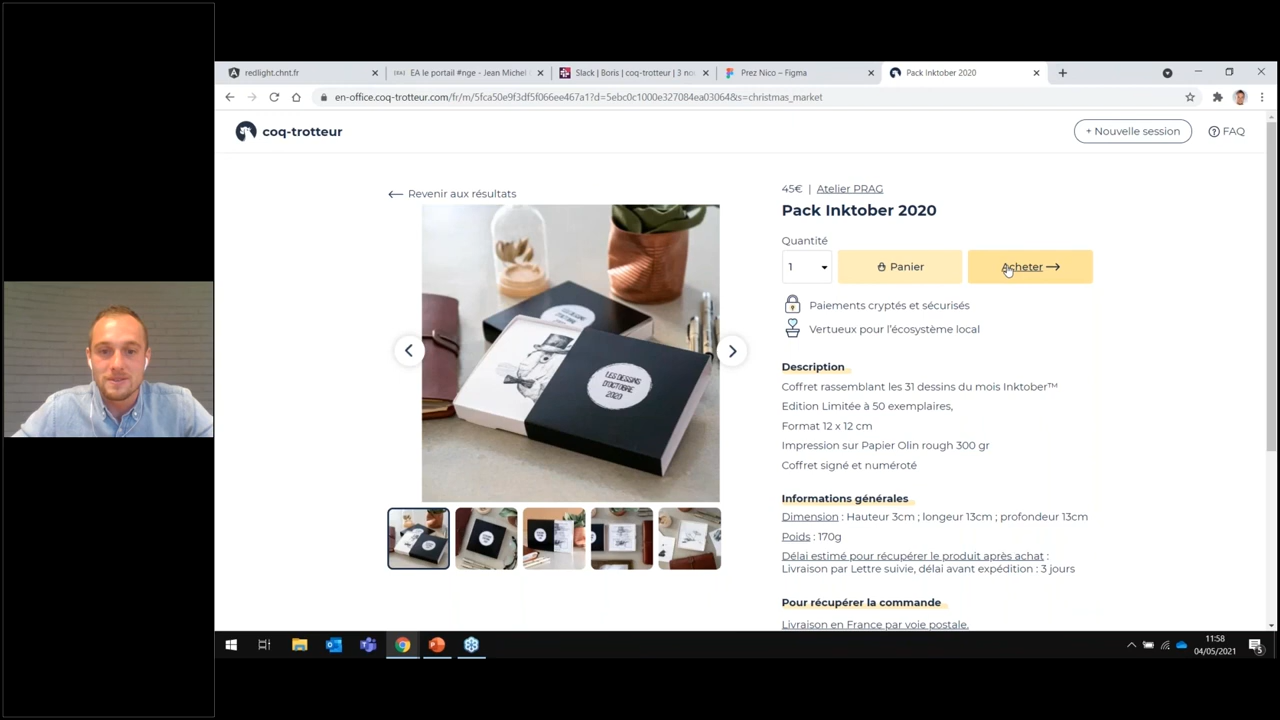 redlight.chnt.fr
EA le portail #nge - Jean Michel
Slack | Boris | coq-trotteur | 3 no
Prez Nico – Figma
Pack Inktober 2020
en-office.coq-trotteur.com/fr/m/5fca50e9f3df5f066ee467a1?d=5ebc0c1000e327084ea03064&s=christmas_market
coq-trotteur
+ Nouvelle session
FAQ
Revenir aux résultats
45€ | Atelier PRAG
Pack Inktober 2020
Quantité
1
Panier
Acheter
Paiements cryptés et sécurisés
Vertueux pour l'écosystème local
LES DESSINS
D'OCTOBRE
2020
Description
Coffret rassemblant les 31 dessins du mois Inktober™
Edition Limitée à 50 exemplaires,
Format 12 x 12 cm
Impression sur Papier Olin rough 300 gr
Coffret signé et numéroté
Informations générales
Dimension : Hauteur 3cm ; longeur 13cm ; profondeur 13cm
Poids : 170g
Délai estimé pour récupérer le produit après achat :
Livraison par Lettre suivie, délai avant expédition : 3 jours
Pour récupérer la commande
Livraison en France par voie postale.
11:58
04/05/2021
5